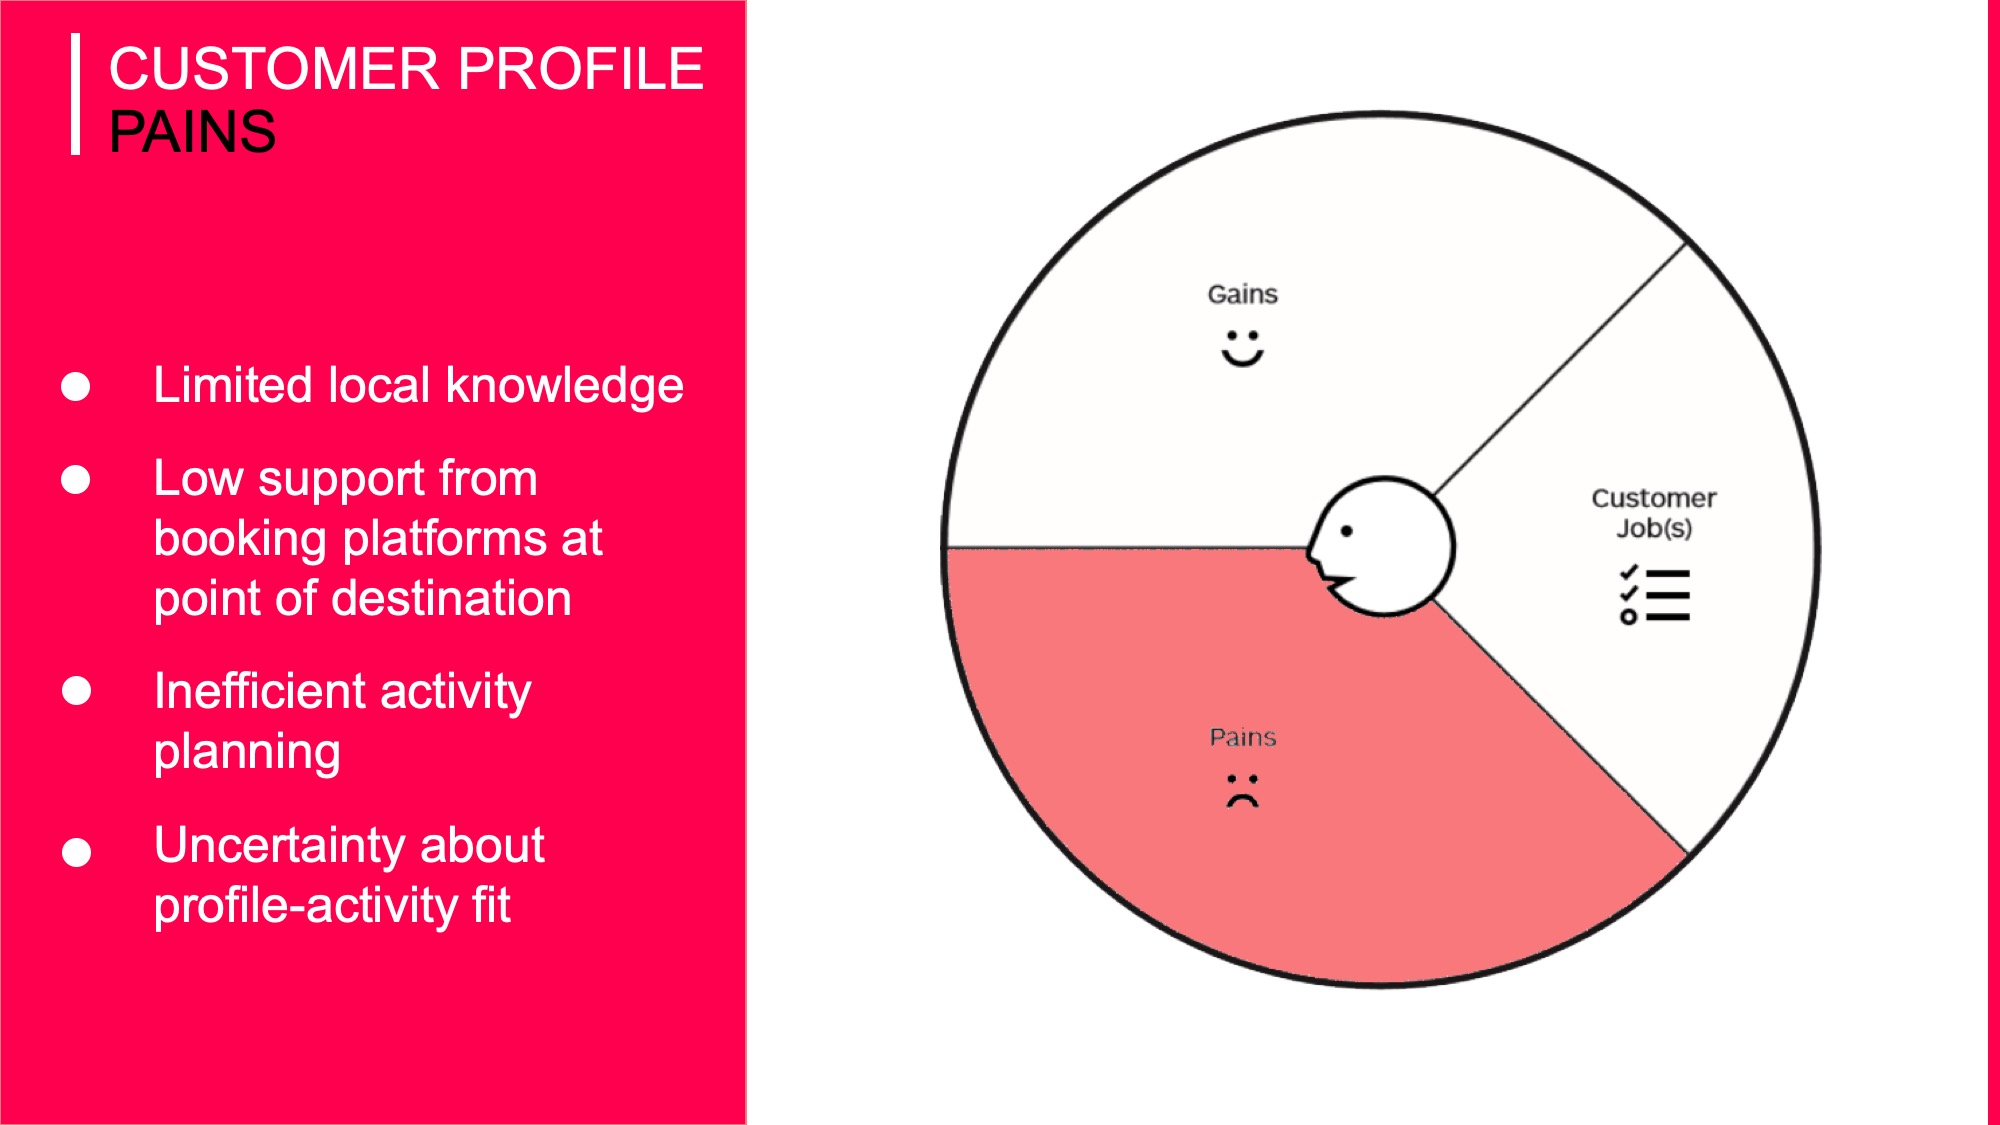 CUSTOMER PROFILE
PAINS
● Limited local knowledge
● Low support from
booking platforms at
point of destination
● Inefficient activity
planning
● Uncertainty about
profile-activity fit
Gains
Customer
Job(s)
Pains